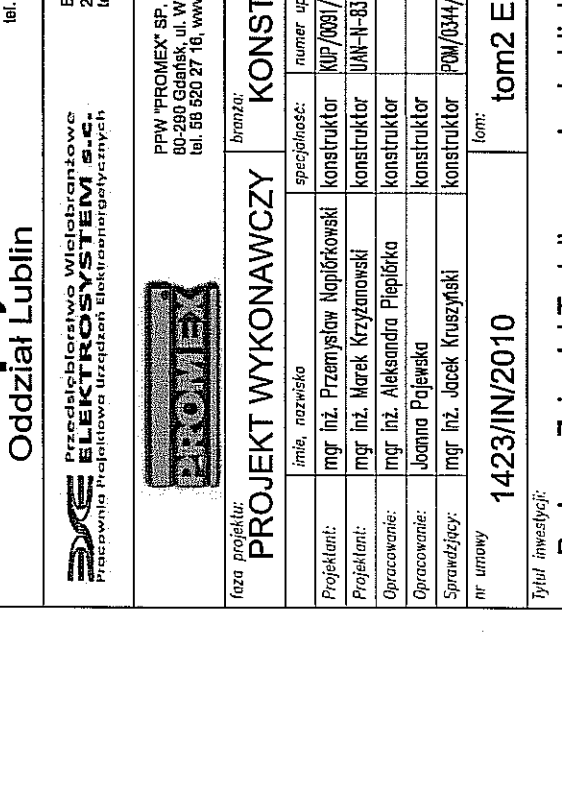 tel.
Oddział Lublin
Przedsiębiorstwo Wielobranżowe
ELEKTROSYSTEM s.c.
Pracownia Projektowa Urządzeń Elektroenergetycznych
PROMEX
PPW "PROMEX" SP.
80-290 Gdańsk, ul. W
tel. 58 520 27 16, www
faza projektu:
PROJEKT WYKONAWCZY
branża:
KONST
imię, nazwisko
specjalność:
numer up
Projektant:
mgr inż. Przemysław Napiórkowski
konstruktor
KUP/0091/
Projektant:
mgr inż. Marek Krzyżanowski
konstruktor
UAN-N-83
Opracowanie:
mgr inż. Aleksandra Piepiórka
konstruktor
Opracowanie:
Joanna Pajewska
konstruktor
Sprawdzający:
mgr inż. Jacek Kruszyński
konstruktor
POM/0344/
nr umowy
1423/IN/2010
tom:
tom2 E
Tytuł inwestycji: